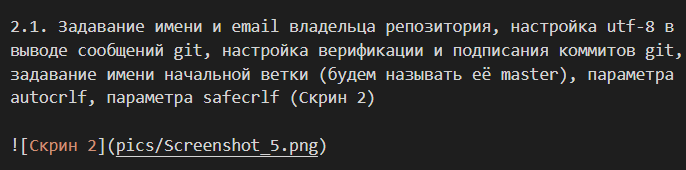 2.1. Задавание имени и email владельца репозитория, настройка utf-8 в
выводе сообщений git, настройка верификации и подписания коммитов git,
задавание имени начальной ветки (будем называть её master), параметра
autocrlf, параметра safecrlf (Скрин 2)
![Скрин 2](pics/Screenshot_5.png)